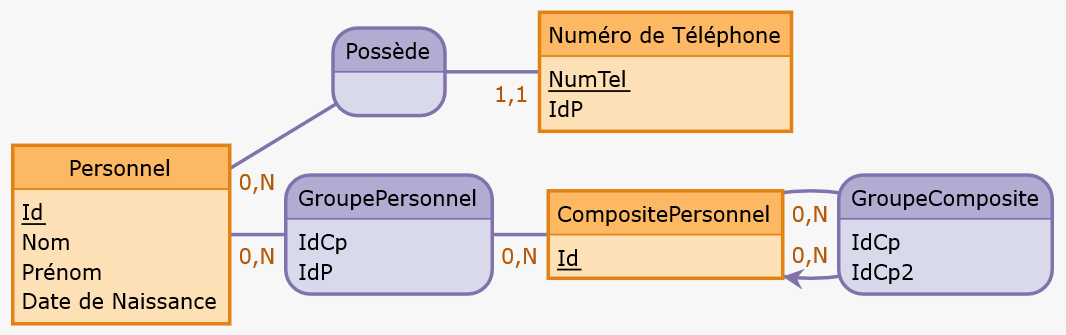 Possède
Numéro de Téléphone
NumTel
IdP
1,1
Personnel
Id
Nom
Prénom
Date de Naissance
0,N
0,N
GroupePersonnel
IdCp
IdP
0,N
CompositePersonnel
Id
0,N
0,N
GroupeComposite
IdCp
IdCp2